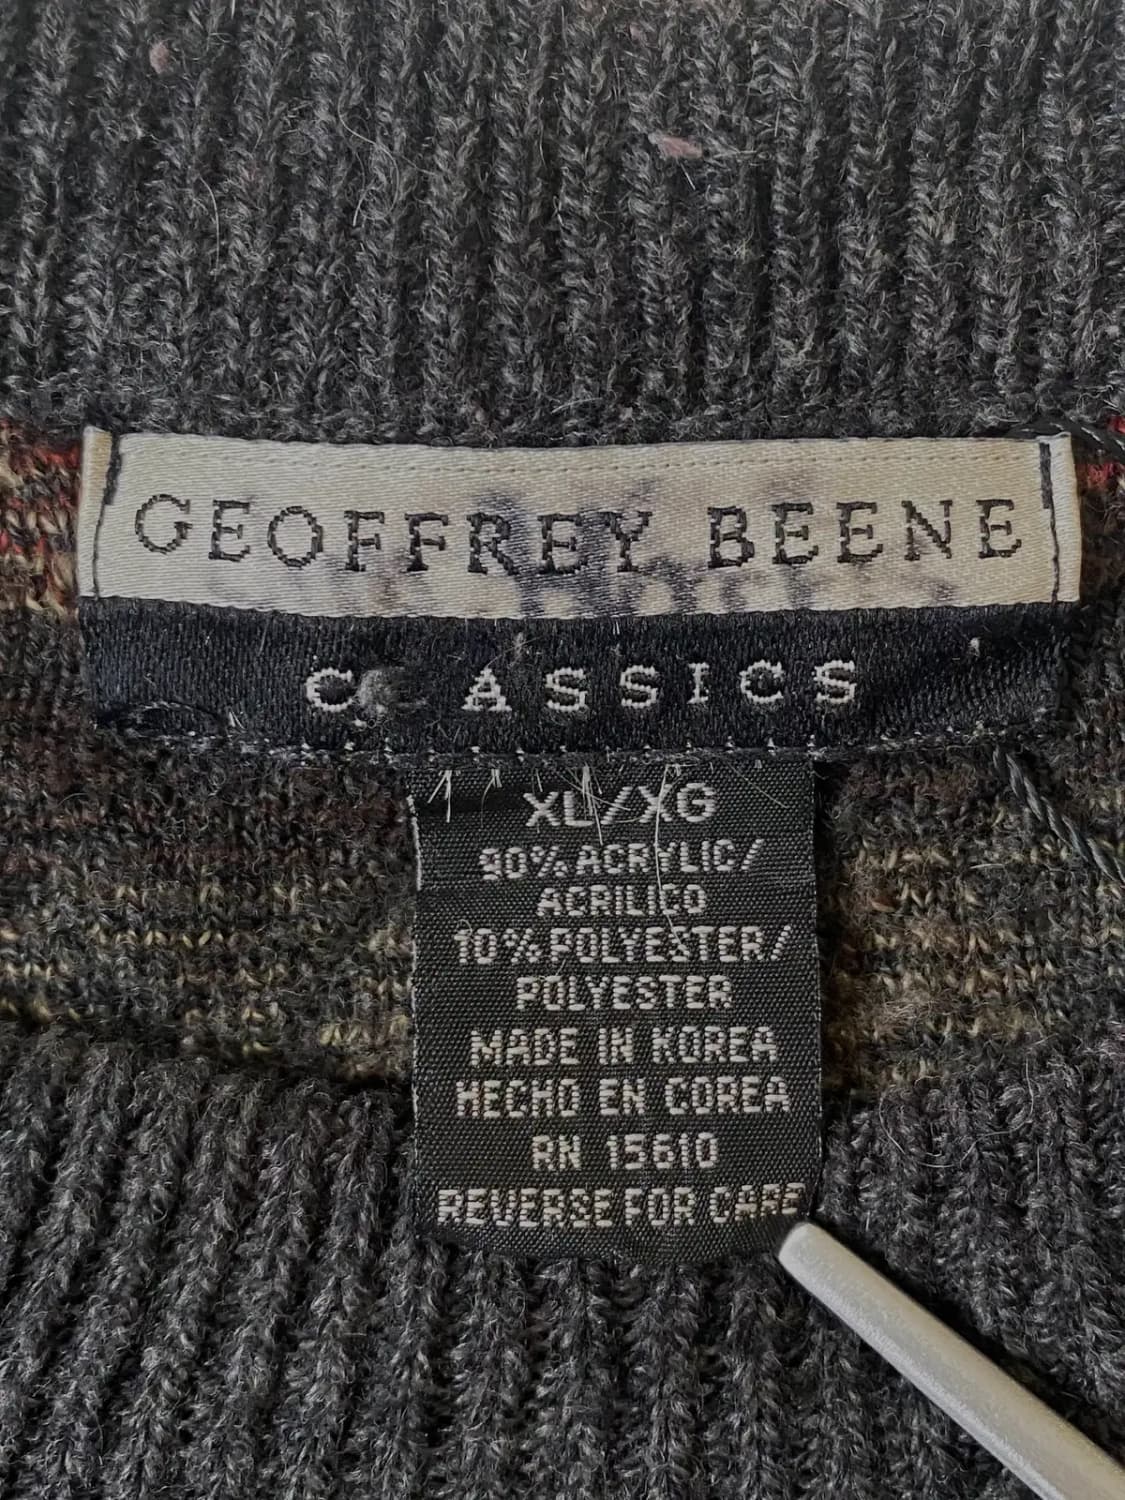 GEOFFREY BEENE
CLASSICS
XL/XG
90% ACRYLIC/
ACRILICO
10% POLYESTER/
POLYESTER
MADE IN KOREA
HECHO EN COREA
RN 15610
REVERSE FOR CARE